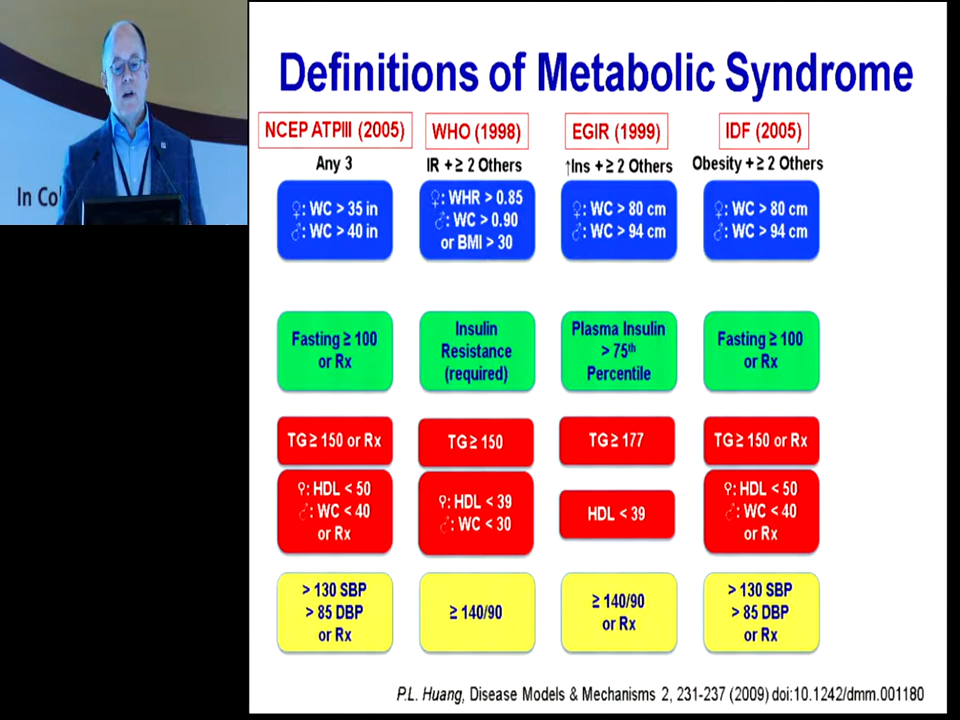 In Co
Definitions of Metabolic Syndrome
NCEP ATPIII (2005)
Any 3
♀: WC > 35 in
♂: WC > 40 in
Fasting ≥ 100
or Rx
TG ≥ 150 or Rx
♀: HDL < 50
♂: WC < 40
or Rx
> 130 SBP
> 85 DBP
or Rx
WHO (1998)
IR + ≥ 2 Others
♀: WHR > 0.85
♂: WC > 0.90
or BMI > 30
Insulin
Resistance
(required)
TG ≥ 150
♀: HDL < 39
♂: WC < 30
≥ 140/90
EGIR (1999)
↑Ins + ≥ 2 Others
♀: WC > 80 cm
♂: WC > 94 cm
Plasma Insulin
> 75th
Percentile
TG ≥ 177
HDL < 39
≥ 140/90
or Rx
IDF (2005)
Obesity + ≥ 2 Others
♀: WC > 80 cm
♂: WC > 94 cm
Fasting ≥ 100
or Rx
TG ≥ 150 or Rx
♀: HDL < 50
♂: WC < 40
or Rx
> 130 SBP
> 85 DBP
or Rx
P.L. Huang, Disease Models & Mechanisms 2, 231-237 (2009) doi:10.1242/dmm.001180